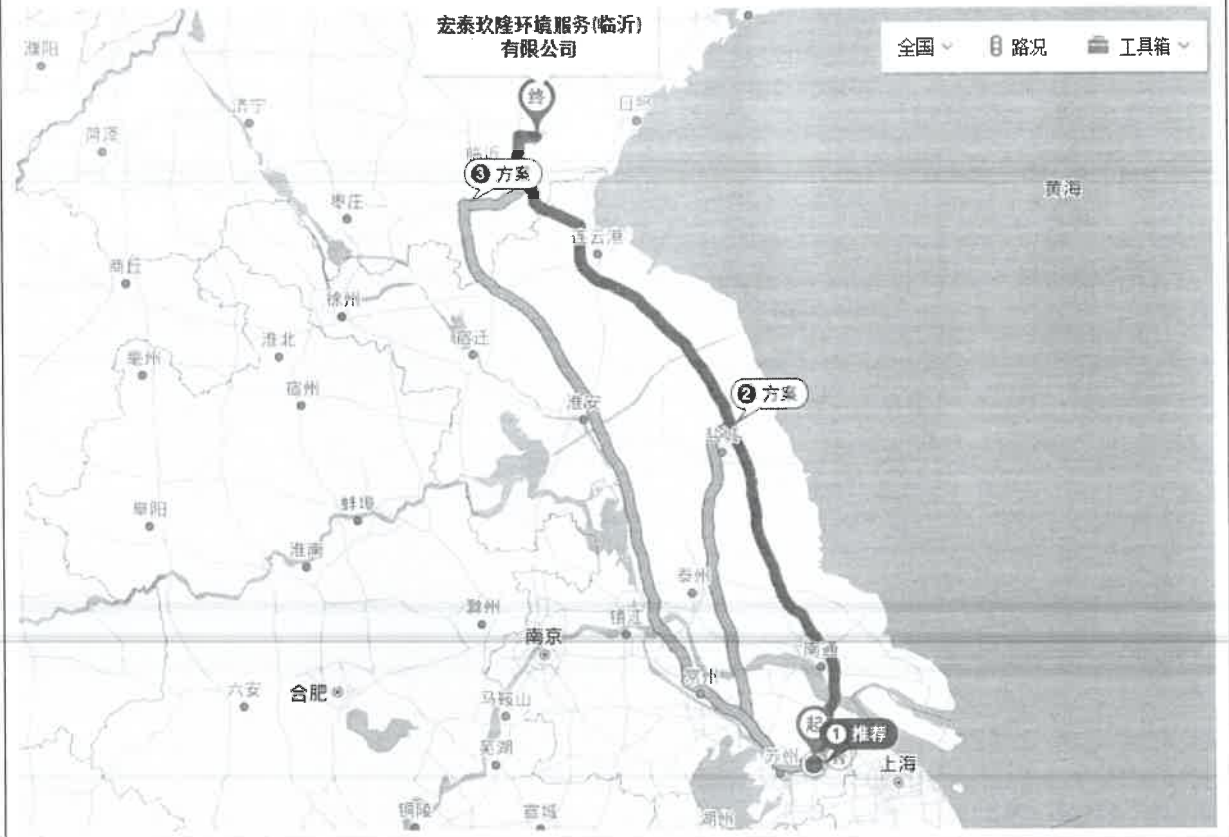 宏泰玖隆环境服务(临沂)
有限公司
全国
路况
工具箱
濮阳
终
济宁
菏泽
临沂
3 方案
黄海
枣庄
连云港
商丘
徐州
淮北
宿迁
亳州
宿州
2 方案
淮安
阜阳
蚌埠
淮南
泰州
滁州
镇江
南京
南通
六安
合肥
常州
马鞍山
起
1 推荐
芜湖
苏州
上海
铜陵
宣城
湖州